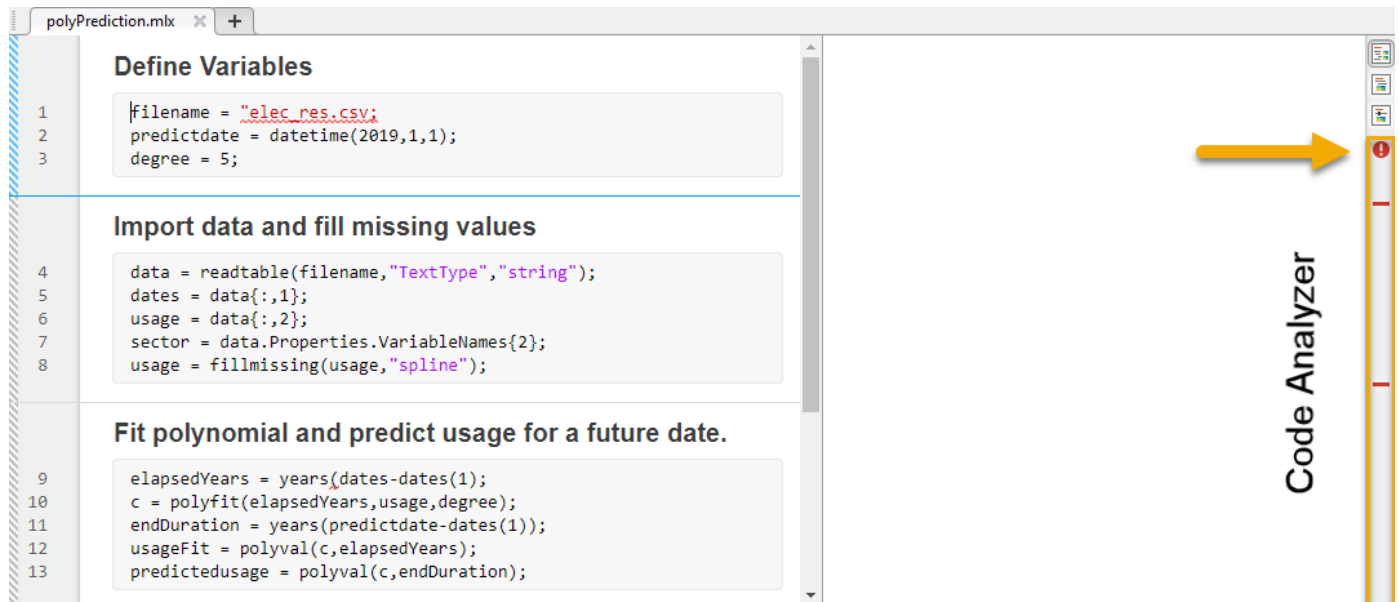 polyPrediction.mlx
Define Variables
1 filename = "elec_res.csv;
2 predictdate = datetime(2019,1,1);
3 degree = 5;
Import data and fill missing values
4 data = readtable(filename,"TextType","string");
5 dates = data{:,1};
6 usage = data{:,2};
7 sector = data.Properties.VariableNames{2};
8 usage = fillmissing(usage,"spline");
Fit polynomial and predict usage for a future date.
9 elapsedYears = years(dates-dates(1);
10 c = polyfit(elapsedYears,usage,degree);
11 endDuration = years(predictdate-dates(1));
12 usageFit = polyval(c,elapsedYears);
13 predictedusage = polyval(c,endDuration);
Code Analyzer